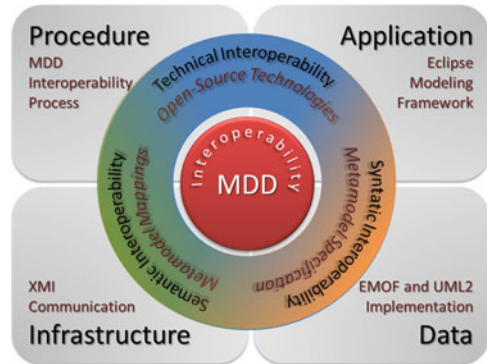 Procedure
MDD
Interoperability
Process
Application
Eclipse
Modeling
Framework
Technical Interoperability
Open-Source Technologies
Semantic Interoperability
Metamodel Mappings
Syntatic Interoperability
Metamodel Specification
Interoperability
MDD
XMI
Communication
Infrastructure
EMOF and UML2
Implementation
Data